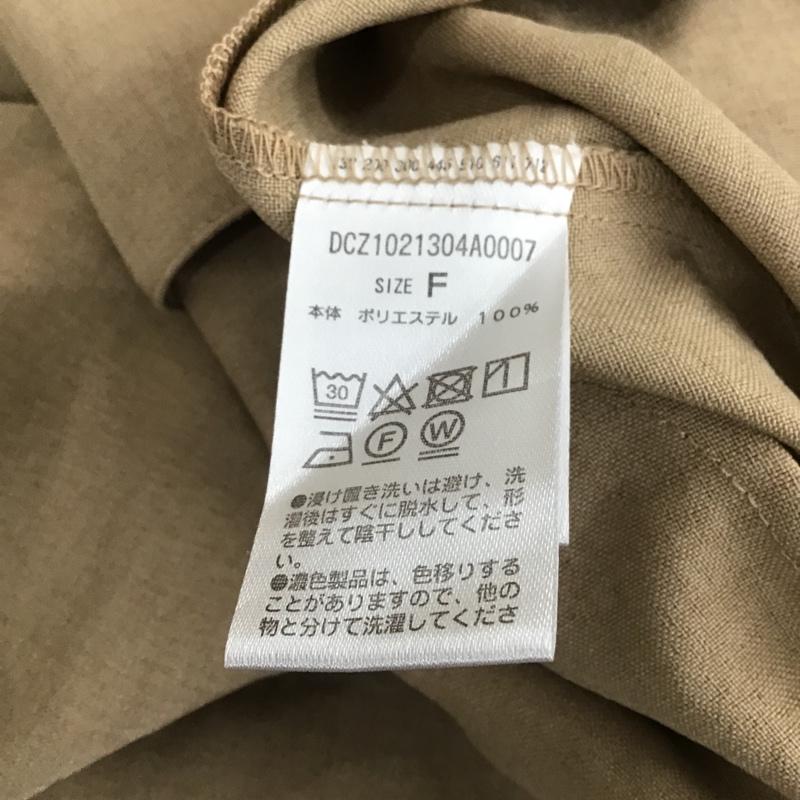 DCZ1021304A0007
SIZE F
本体 ポリエステル 100%
30
F W
●浸け置き洗いは避け、洗
濯後はすぐに脱水して、形
を整えて陰干ししてくださ
い。
●濃色製品は、色移りする
ことがありますので、他の
物と分けて洗濯してくださ